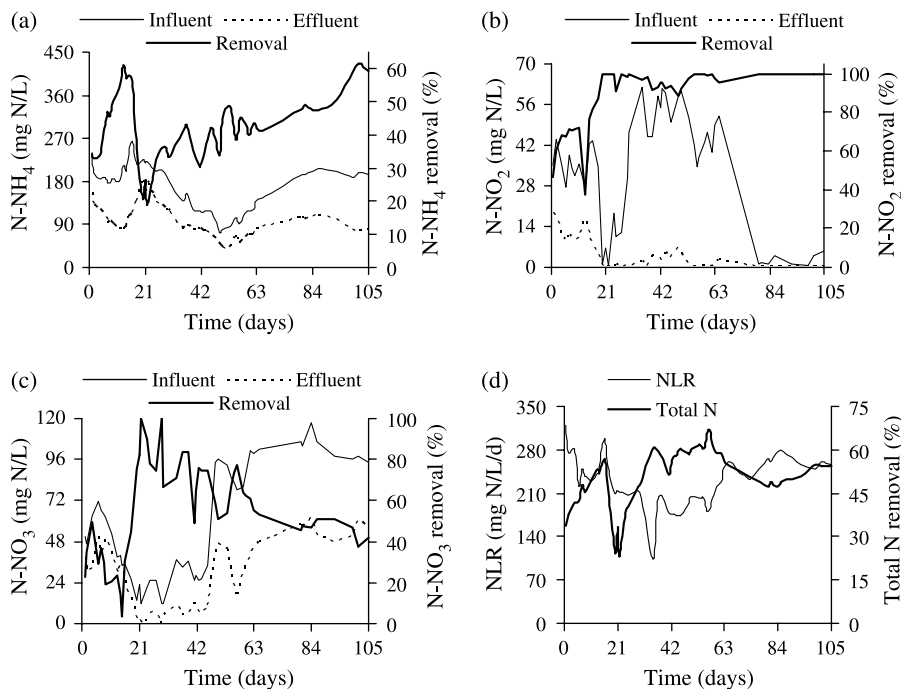 (a)
Influent
Effluent
Removal
450
360
270
180
90
0
N-NH4 (mg N/L)
60
50
40
30
20
10
0
N-NH4 removal (%)
0 21 42 63 84 105
Time (days)
(b)
Influent
Effluent
Removal
70
56
42
28
14
0
N-NO2 (mg N/L)
100
80
60
40
20
0
N-NO2 removal (%)
0 21 42 63 84 105
Time (days)
(c)
Influent
Effluent
Removal
120
96
72
48
24
0
N-NO3 (mg N/L)
100
80
60
40
20
0
N-NO3 removal (%)
0 21 42 63 84 105
Time (days)
(d)
NLR
Total N
350
280
210
140
70
0
NLR (mg N/L/d)
75
60
45
30
15
0
Total N removal (%)
0 21 42 63 84 105
Time (days)